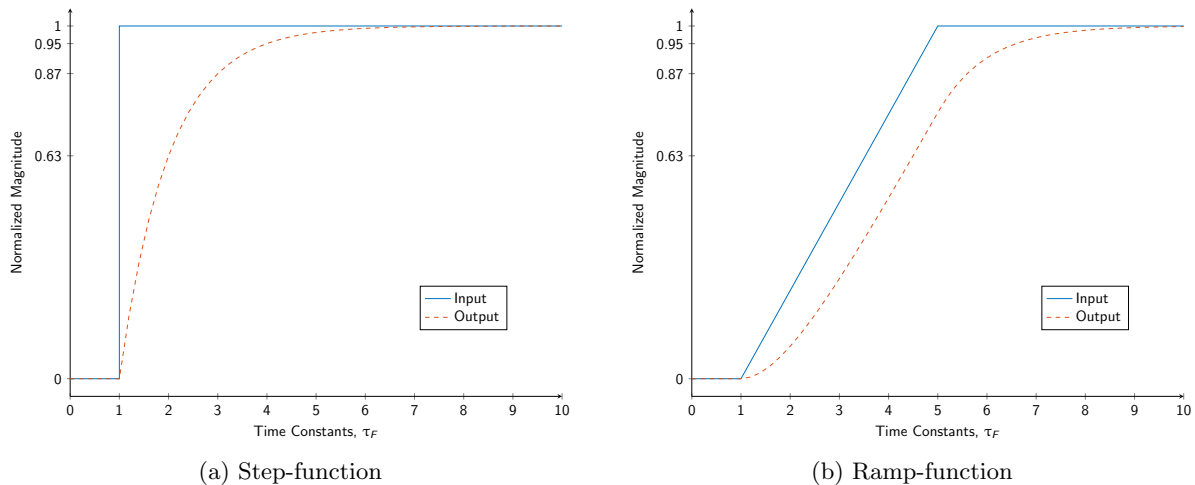 1
0.95
0.87
0.63
0
Normalized Magnitude
Input
Output
0 1 2 3 4 5 6 7 8 9 10
Time Constants, τF
(a) Step-function
1
0.95
0.87
0.63
0
Normalized Magnitude
Input
Output
0 1 2 3 4 5 6 7 8 9 10
Time Constants, τF
(b) Ramp-function